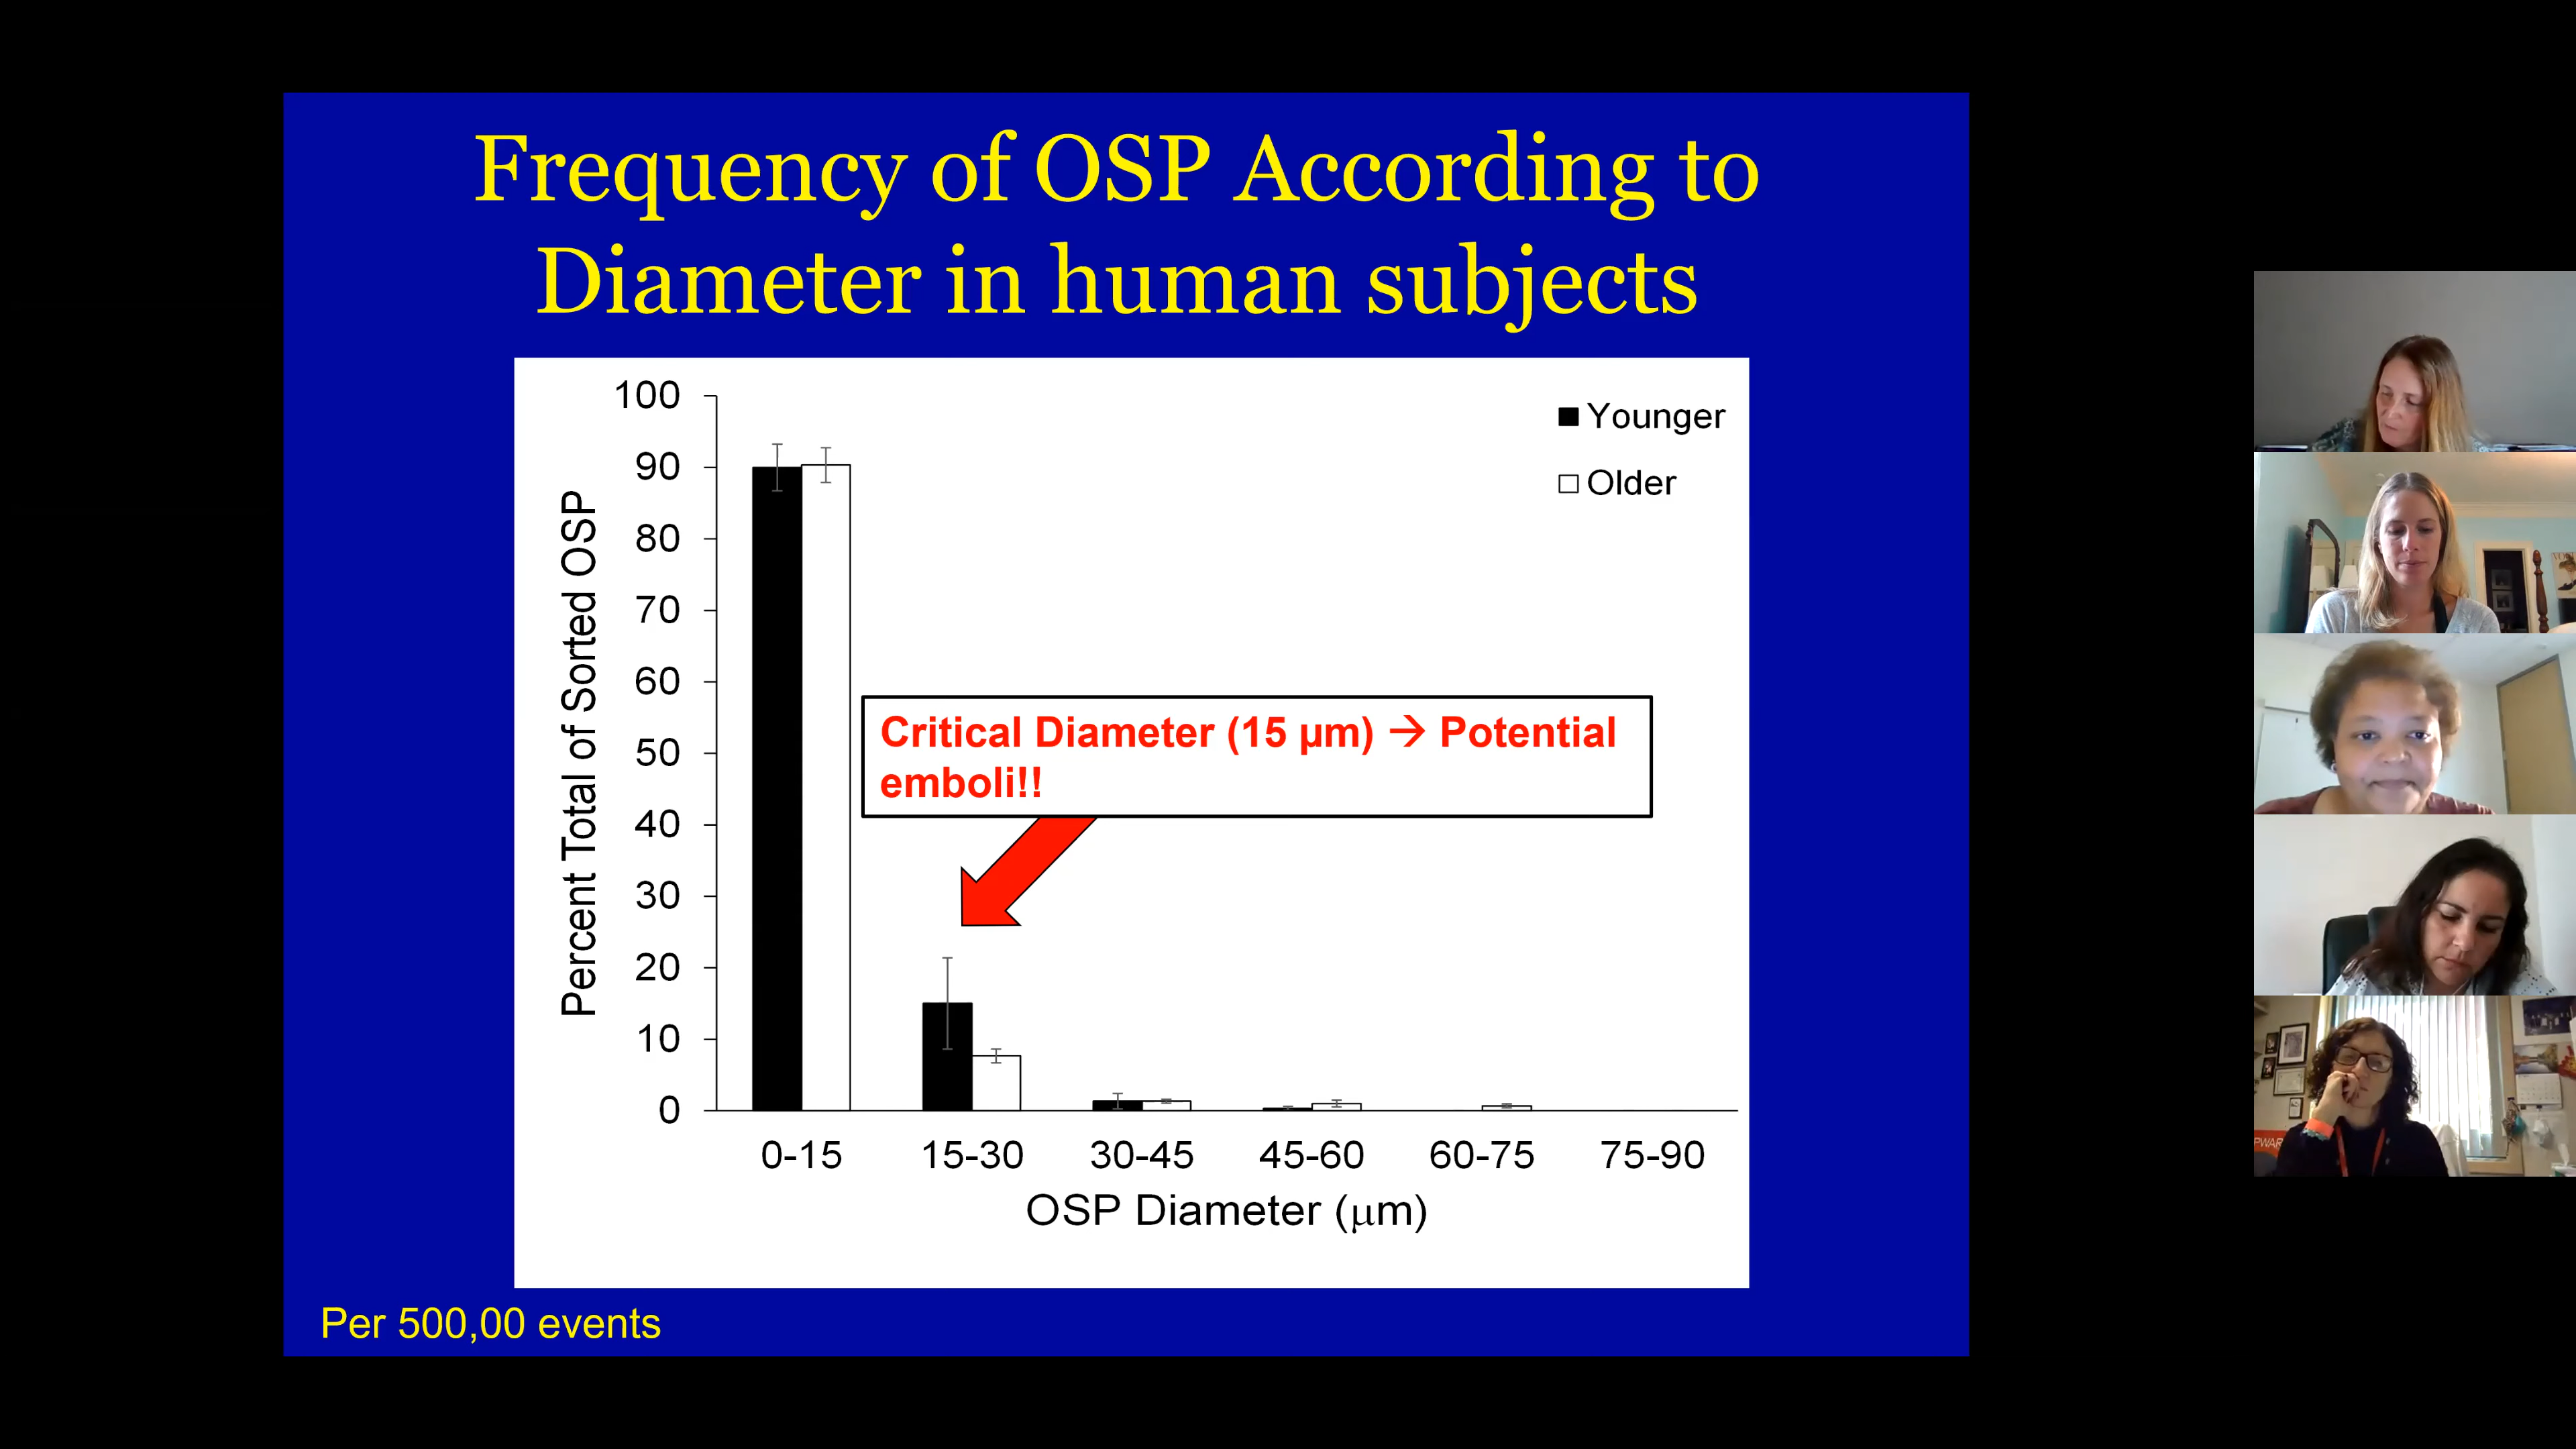 Frequency of OSP According to
Diameter in human subjects
Percent Total of Sorted OSP
100
90
80
70
60
50
40
30
20
10
0
Younger
Older
Critical Diameter (15 µm) → Potential
emboli!!
0-15 15-30 30-45 45-60 60-75 75-90
OSP Diameter (μm)
Per 500,00 events